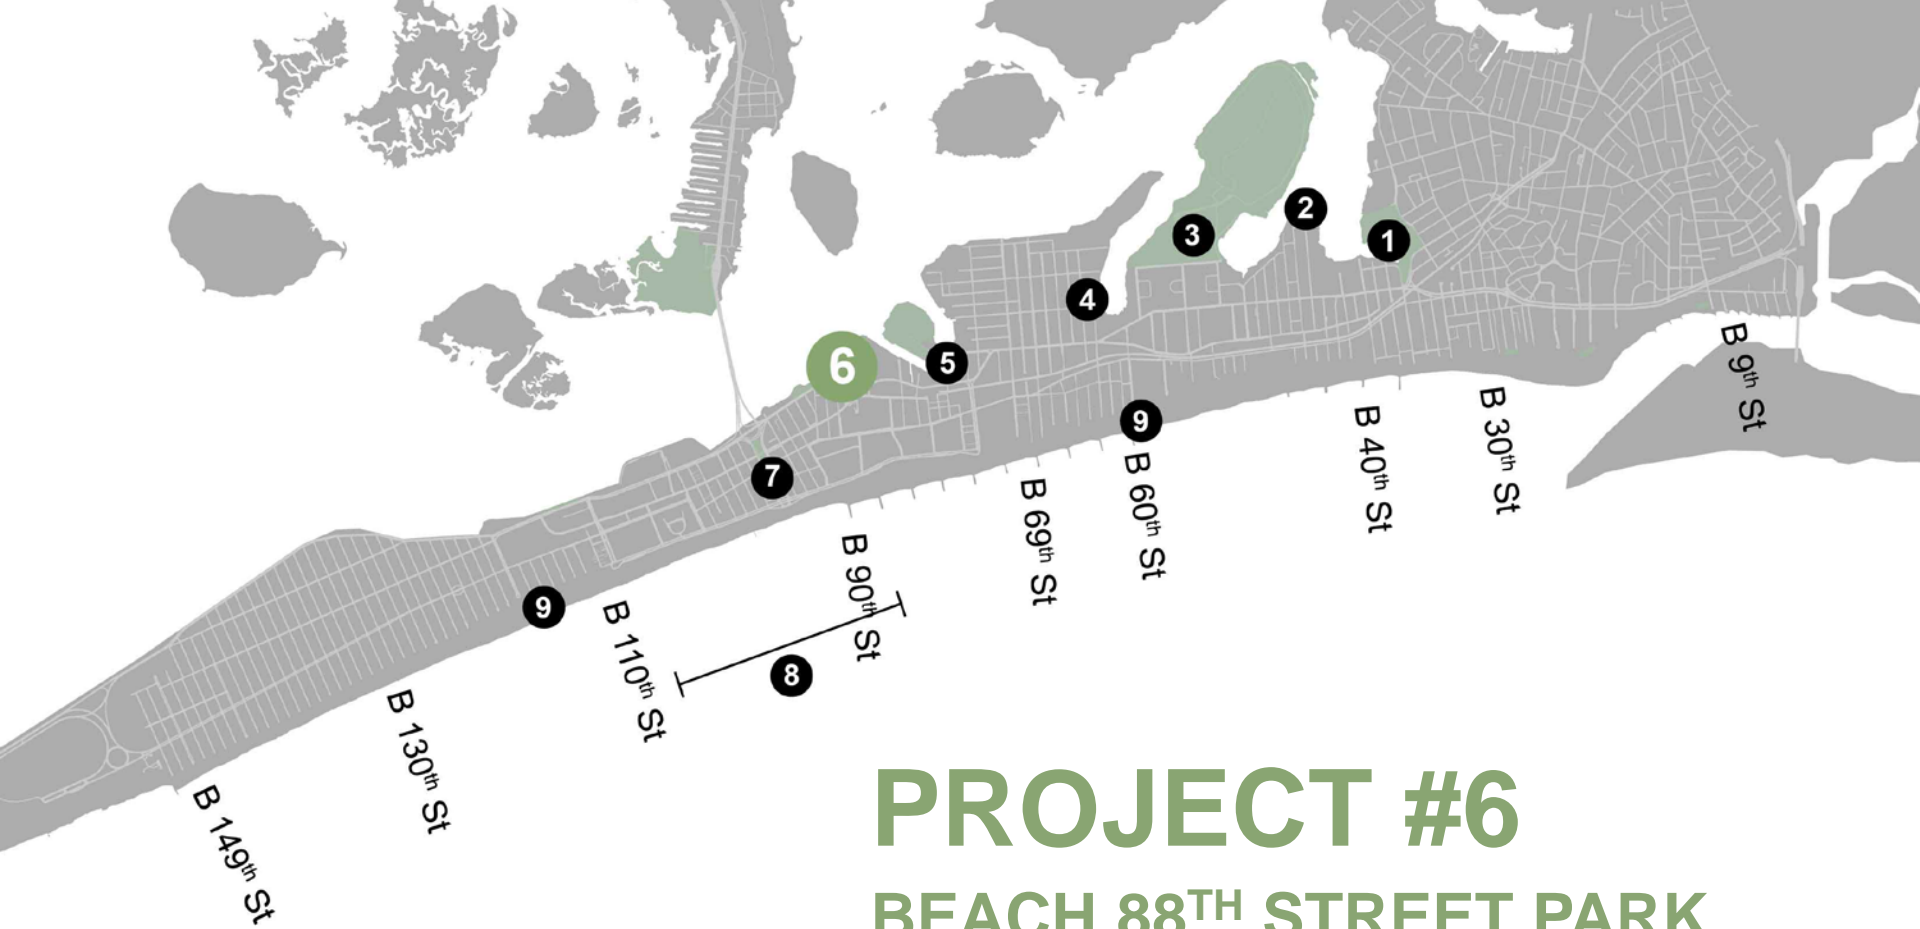 2
1
3
4
6
5
9
7
9
8
B 9th St
B 30th St
B 40th St
B 60th St
B 69th St
B 90th St
B 110th St
B 130th St
B 149th St
PROJECT #6
BEACH 88TH STREET PARK